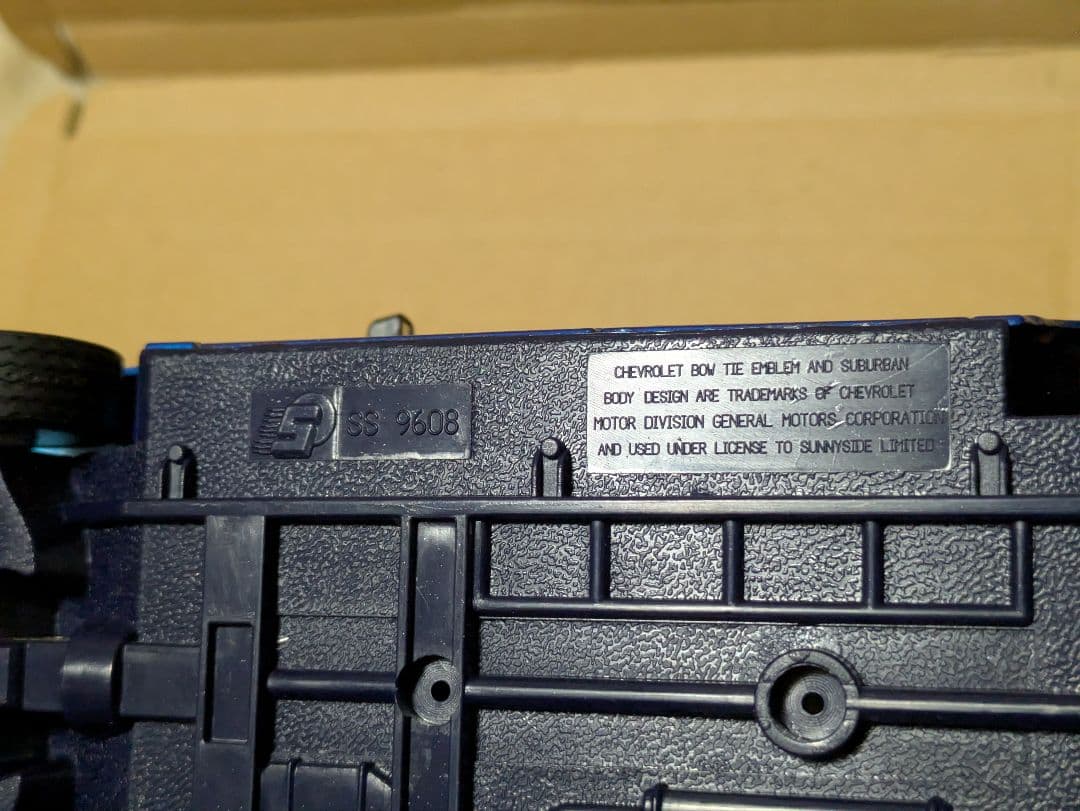 SS 9608
CHEVROLET BOW TIE EMBLEM AND SUBURBAN
BODY DESIGN ARE TRADEMARKS OF CHEVROLET
MOTOR DIVISION GENERAL MOTORS CORPORATION
AND USED UNDER LICENSE TO SUNNYSIDE LIMITED